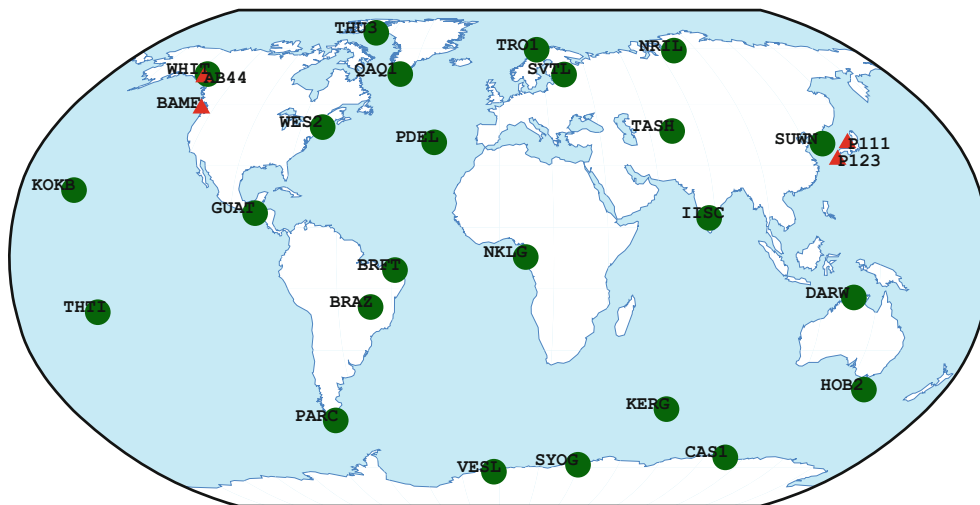 THU3
TRO1
NRIL
WHIT
QAQ1
SVTL
AB44
BAMF
WES2
PDEL
TASH
SUWN
P111
P123
KOKB
GUAT
IISC
NKLG
BRFT
BRAZ
THTI
DARW
HOB2
KERG
PARC
CAS1
SYOG
VESL